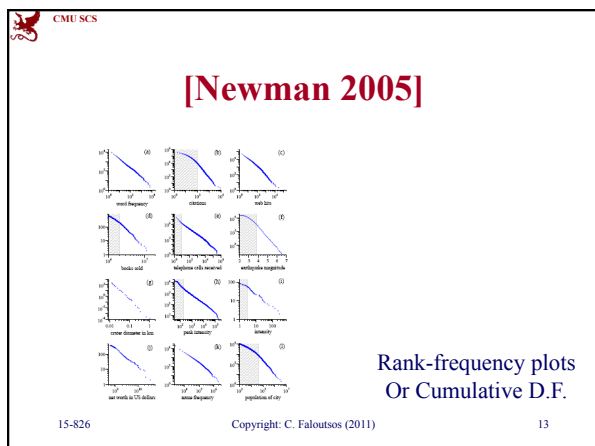 CMU SCS
[Newman 2005]
(a) (b) (c)
word frequency citations web hits
(d) (e) (f)
books sold telephone calls received earthquake magnitude
(g) (h) (i)
crater diameter in km peak intensity intensity
(j) (k) (l)
net worth in US dollars name frequency population of city
Rank-frequency plots
Or Cumulative D.F.
15-826 Copyright: C. Faloutsos (2011) 13